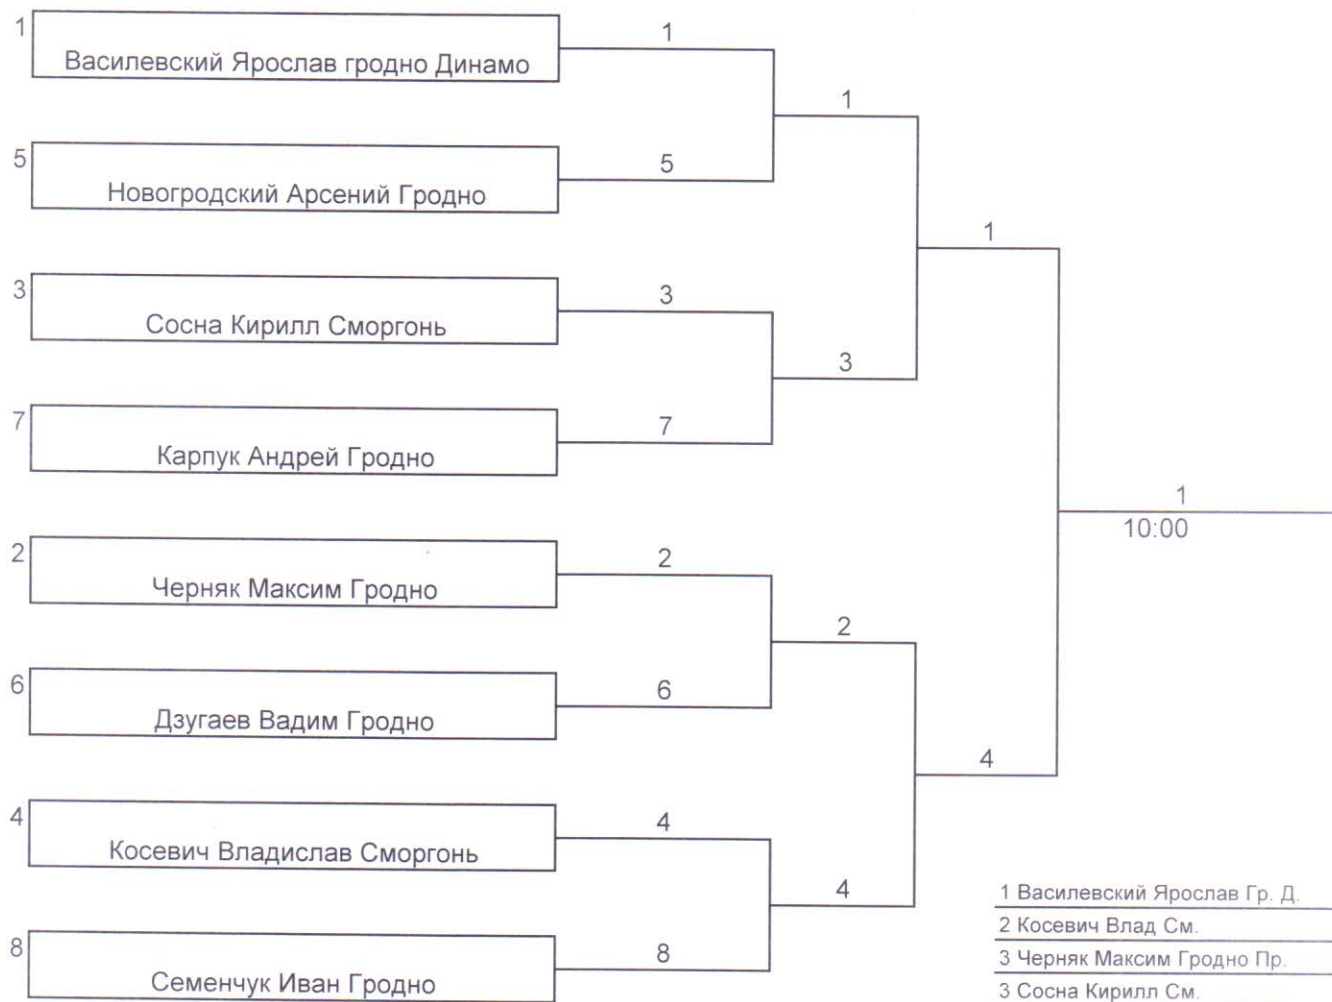 1
Василевский Ярослав гродно Динамо
1
1
5
Новогродский Арсений Гродно
5
1
3
Сосна Кирилл Сморгонь
3
3
7
Карпук Андрей Гродно
7
1
10:00
2
Черняк Максим Гродно
2
2
6
Дзугаев Вадим Гродно
6
4
4
Косевич Владислав Сморгонь
4
4
8
Семенчук Иван Гродно
8
1 Василевский Ярослав Гр. Д.
2 Косевич Влад См.
3 Черняк Максим Гродно Пр.
3 Сосна Кирилл См.